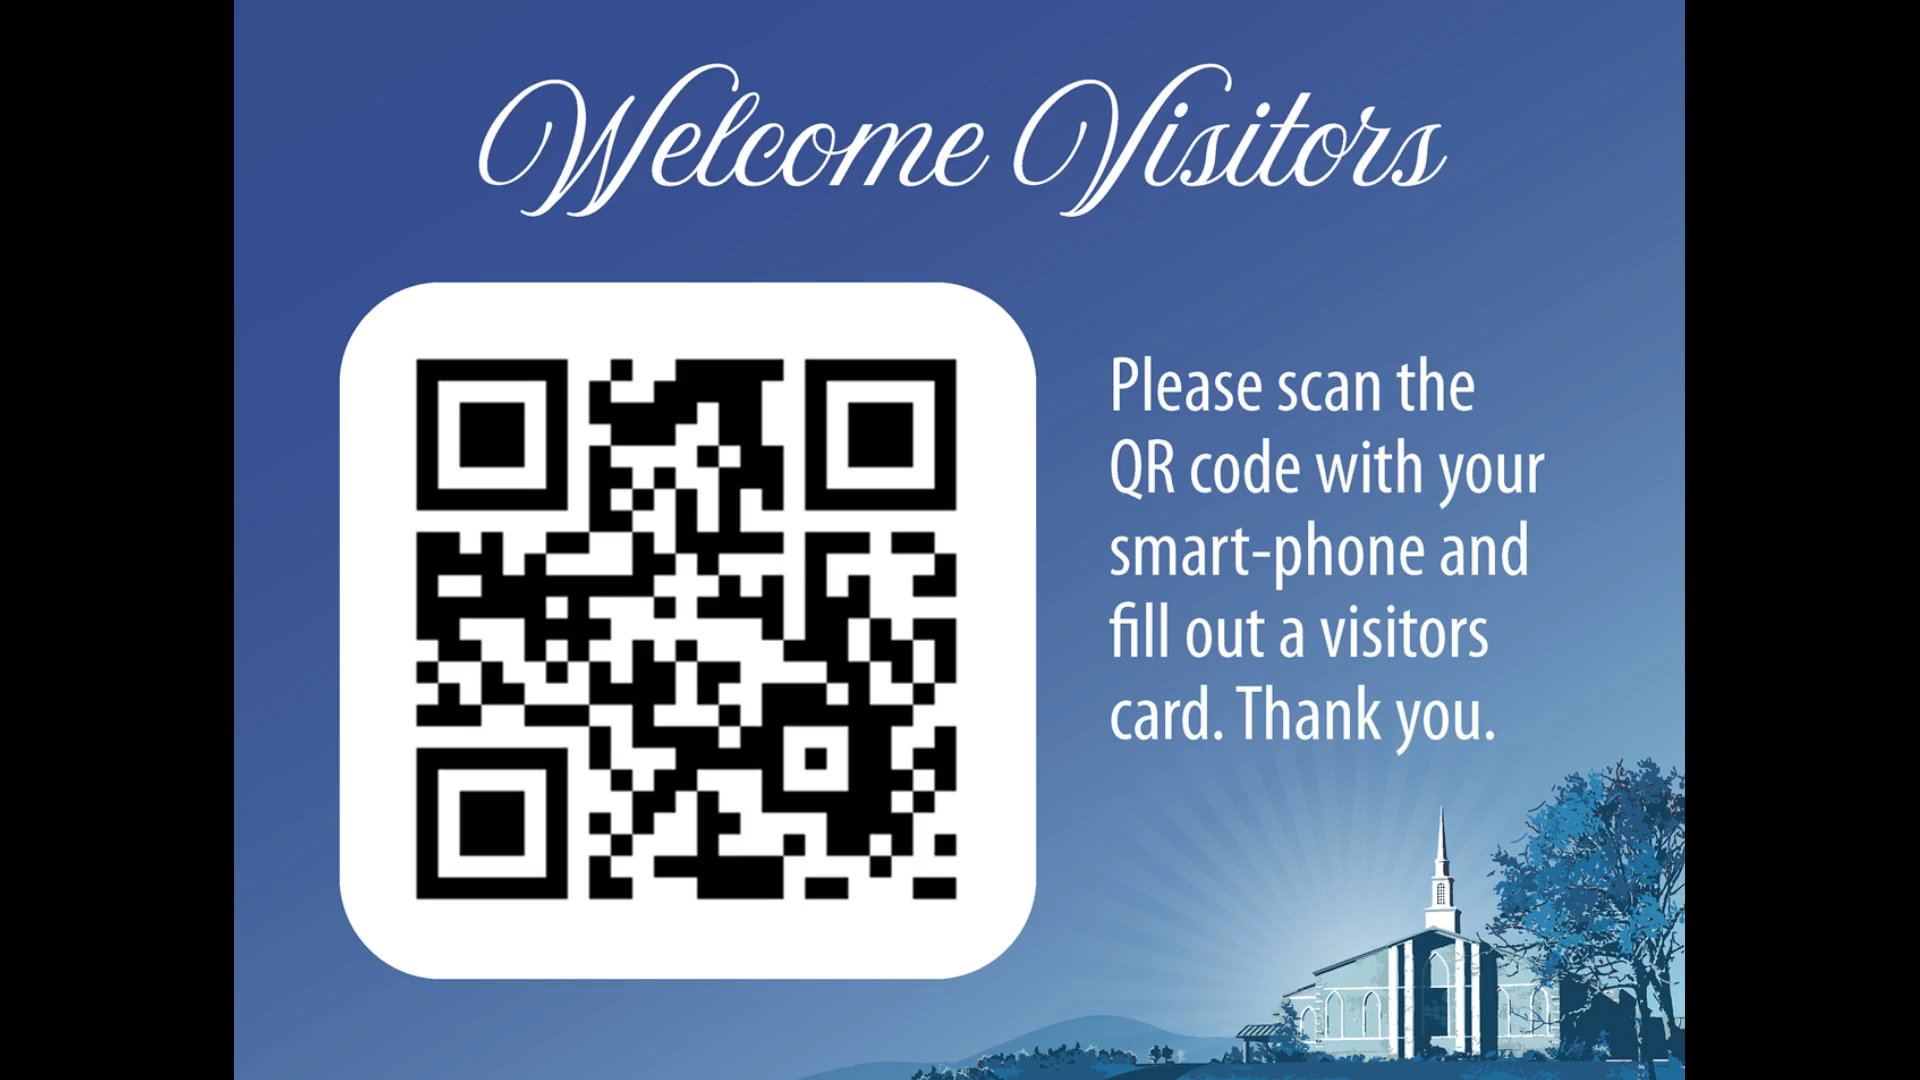 Welcome Visitors
Please scan the
QR code with your
smart-phone and
fill out a visitors
card. Thank you.